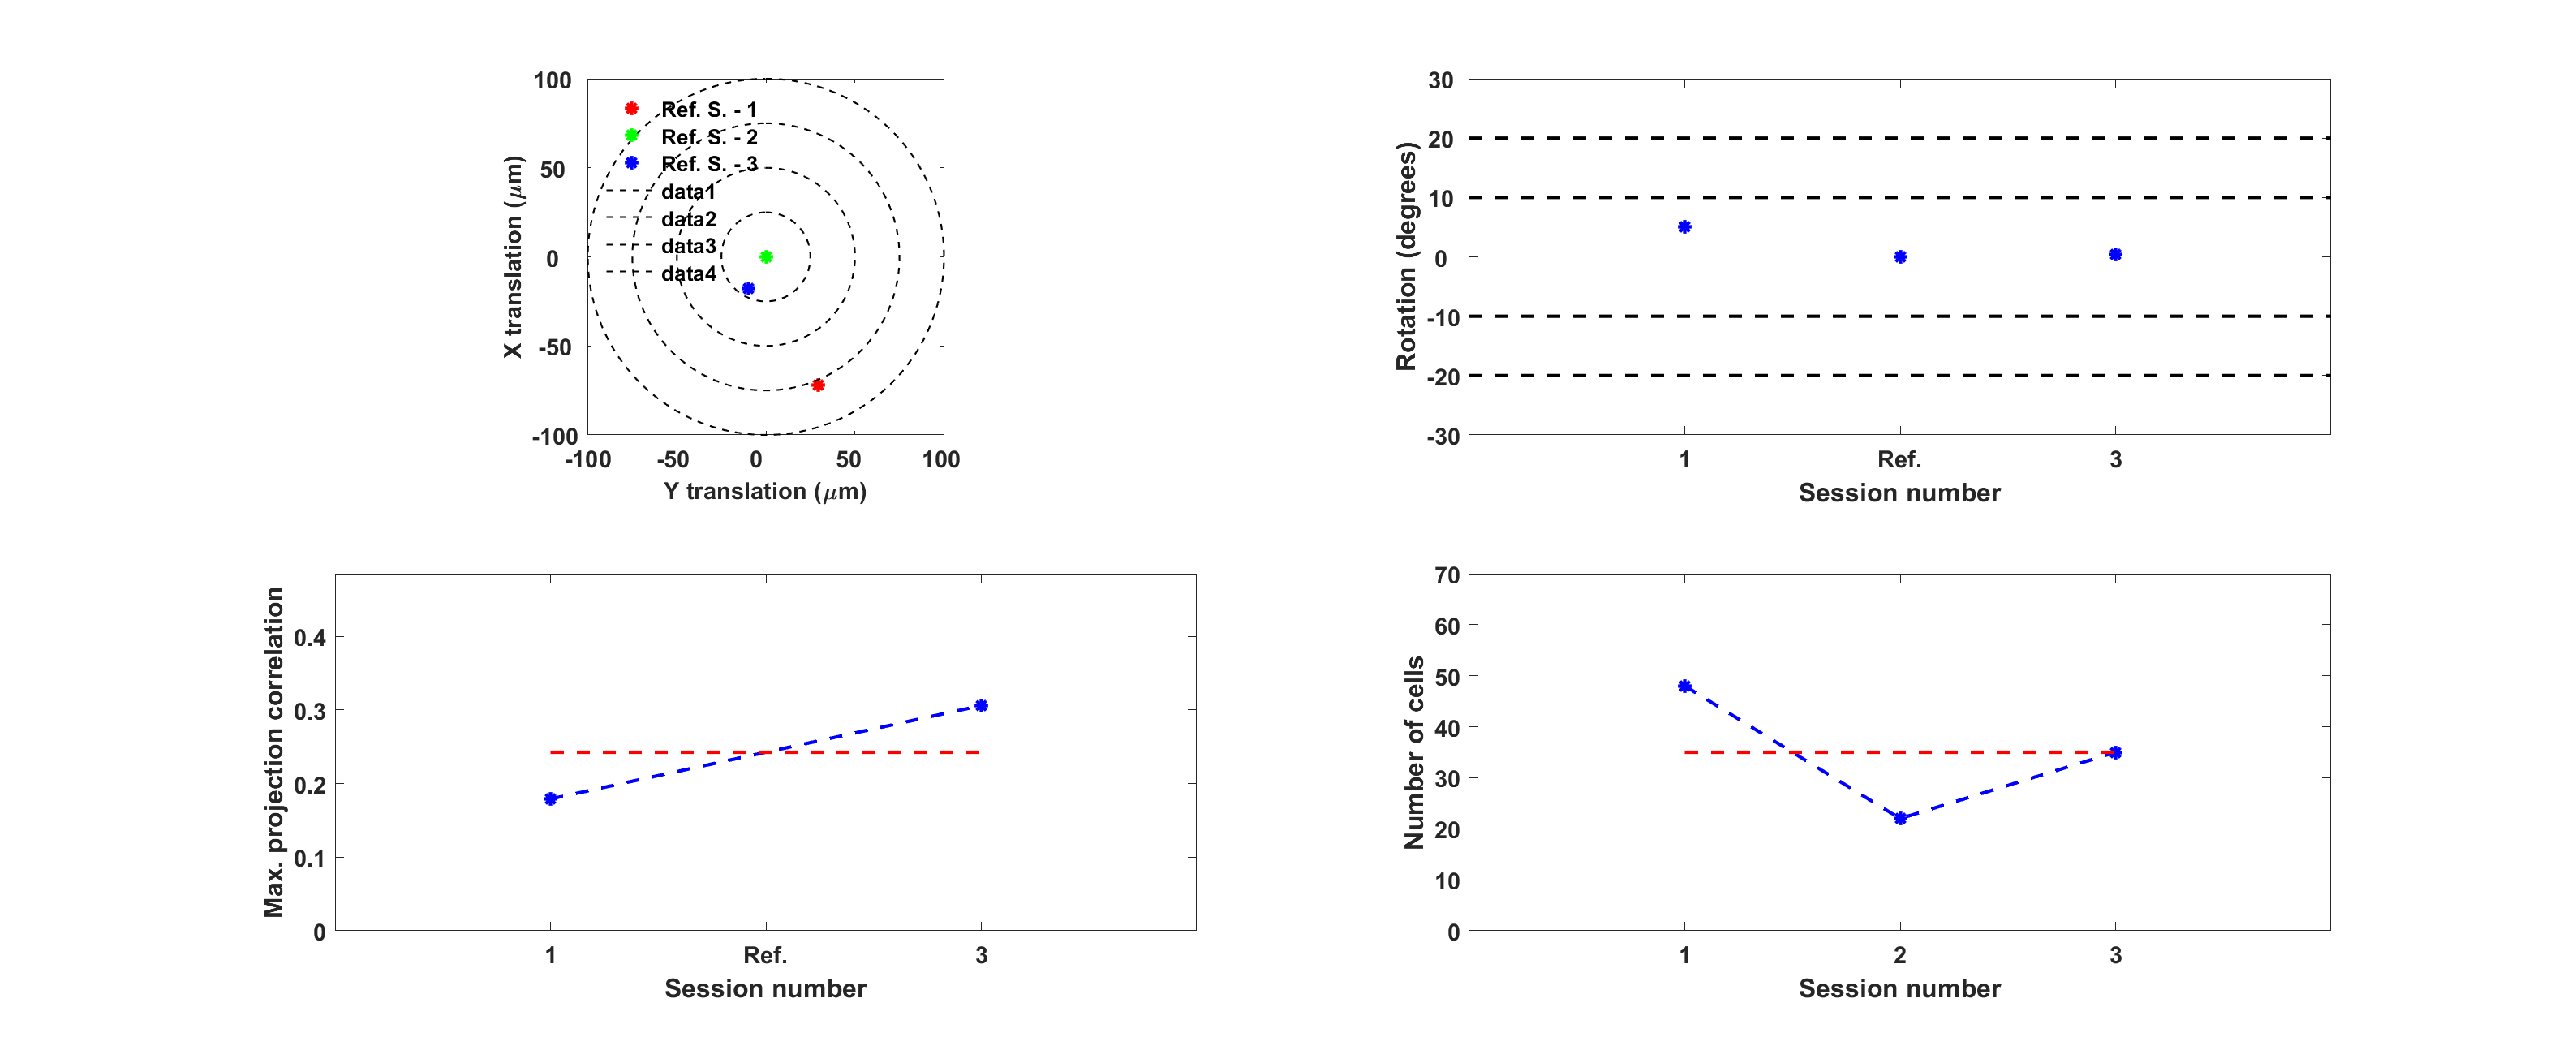 100
50
0
-50
-100
X translation (μm)
Ref. S. - 1
Ref. S. - 2
Ref. S. - 3
data1
data2
data3
data4
-100 -50 0 50 100
Y translation (μm)
30
20
10
0
-10
-20
-30
Rotation (degrees)
1 Ref. 3
Session number
0.4
0.3
0.2
0.1
0
Max. projection correlation
1 Ref. 3
Session number
70
60
50
40
30
20
10
0
Number of cells
1 2 3
Session number